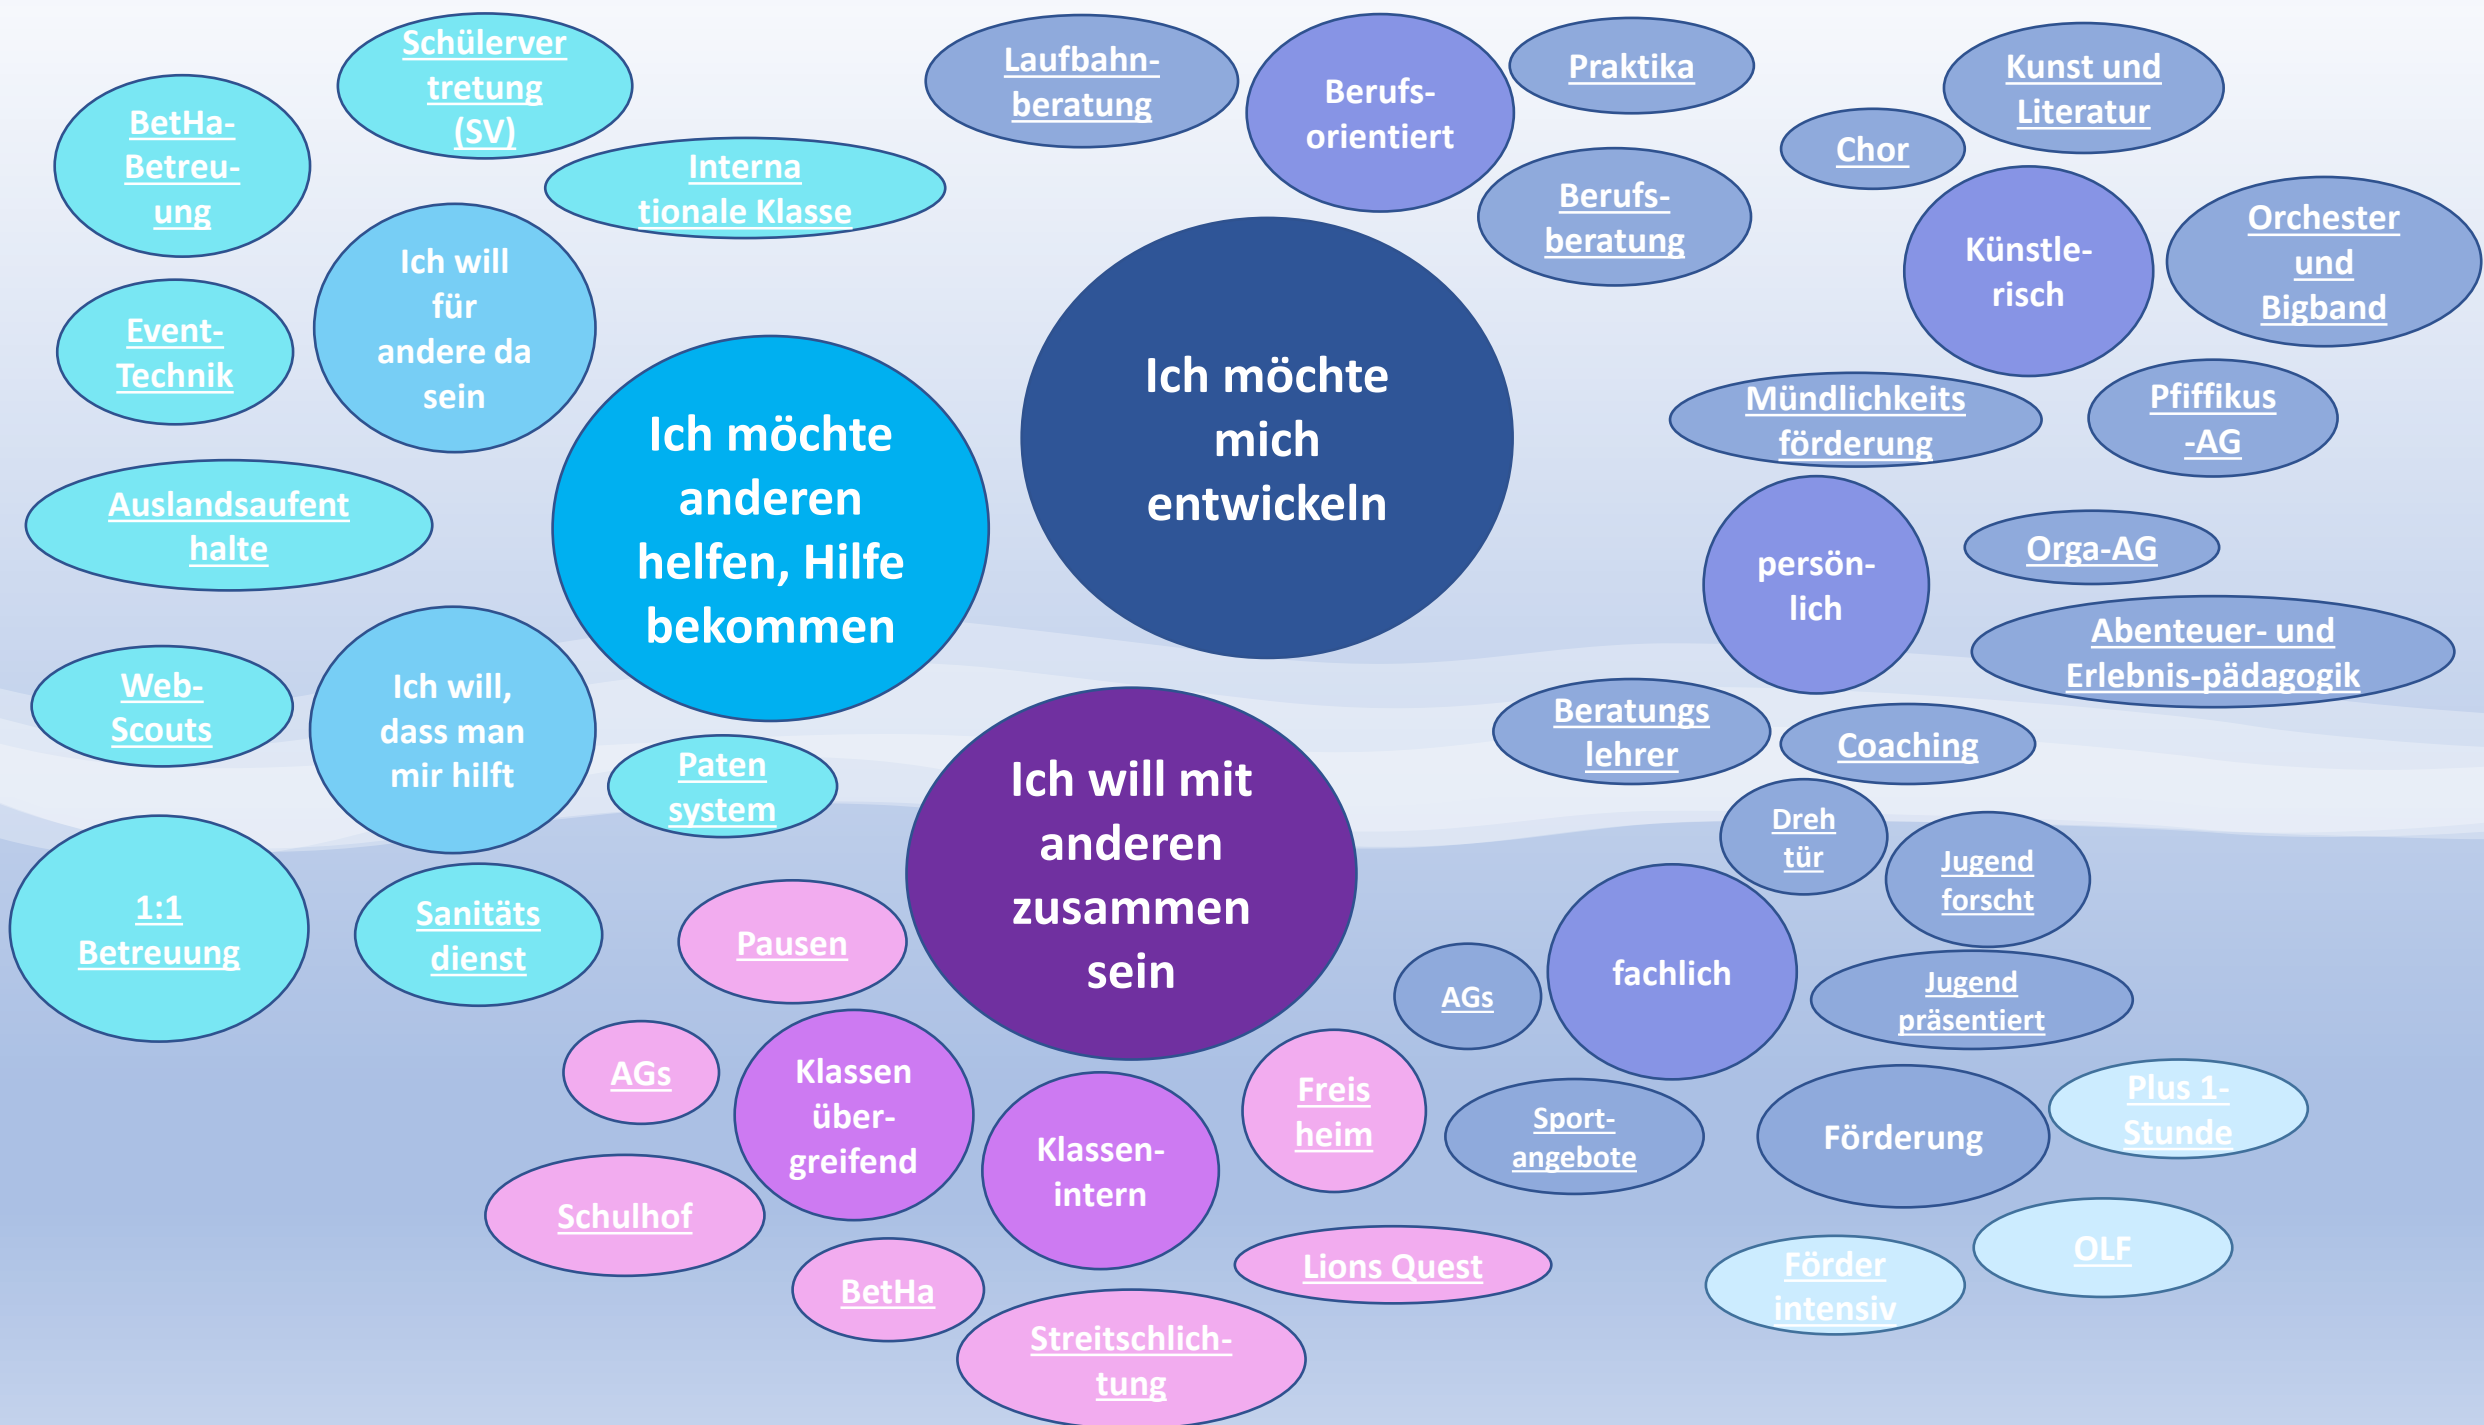 Schülerver
tretung
(SV)
BetHa-
Betreu-
ung
Interna
tionale Klasse
Ich will
für
andere da
sein
Event-
Technik
Auslandsaufent
halte
Ich möchte
anderen
helfen, Hilfe
bekommen
Web-
Scouts
Ich will,
dass man
mir hilft
Paten
system
1:1
Betreuung
Sanitäts
dienst
Laufbahn-
beratung
Berufs-
orientiert
Praktika
Berufs-
beratung
Ich möchte
mich
entwickeln
Kunst und
Literatur
Chor
Künstle-
risch
Orchester
und
Bigband
Mündlichkeits
förderung
Pfiffikus
-AG
persön-
lich
Orga-AG
Abenteuer- und
Erlebnis-pädagogik
Beratungs
lehrer
Coaching
Dreh
tür
Jugend
forscht
fachlich
Jugend
präsentiert
AGs
Sport-
angebote
Förderung
Plus 1-
Stunde
OLF
Förder
intensiv
Ich will mit
anderen
zusammen
sein
Pausen
AGs
Klassen
über-
greifend
Schulhof
BetHa
Klassen-
intern
Freis
heim
Lions Quest
Streitschlich-
tung